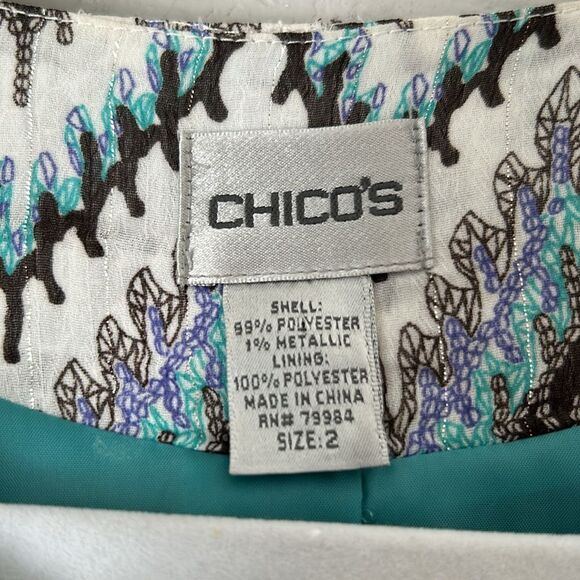 CHICO'S
SHELL:
99% POLYESTER
1% METALLIC
LINING:
100% POLYESTER
MADE IN CHINA
RN# 79984
SIZE: 2